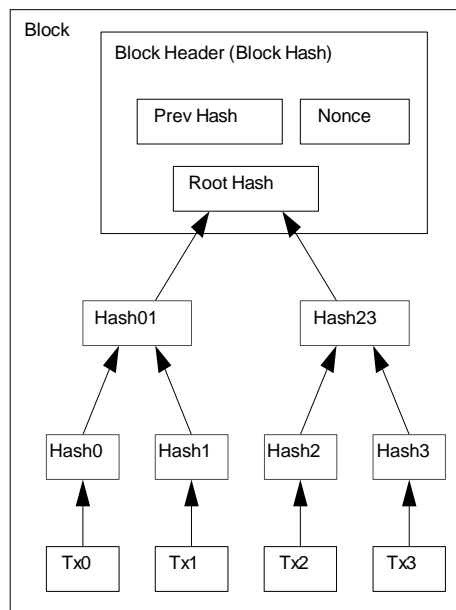 Block
Block Header (Block Hash)
Prev Hash
Nonce
Root Hash
Hash01
Hash23
Hash0
Hash1
Hash2
Hash3
Tx0
Tx1
Tx2
Tx3